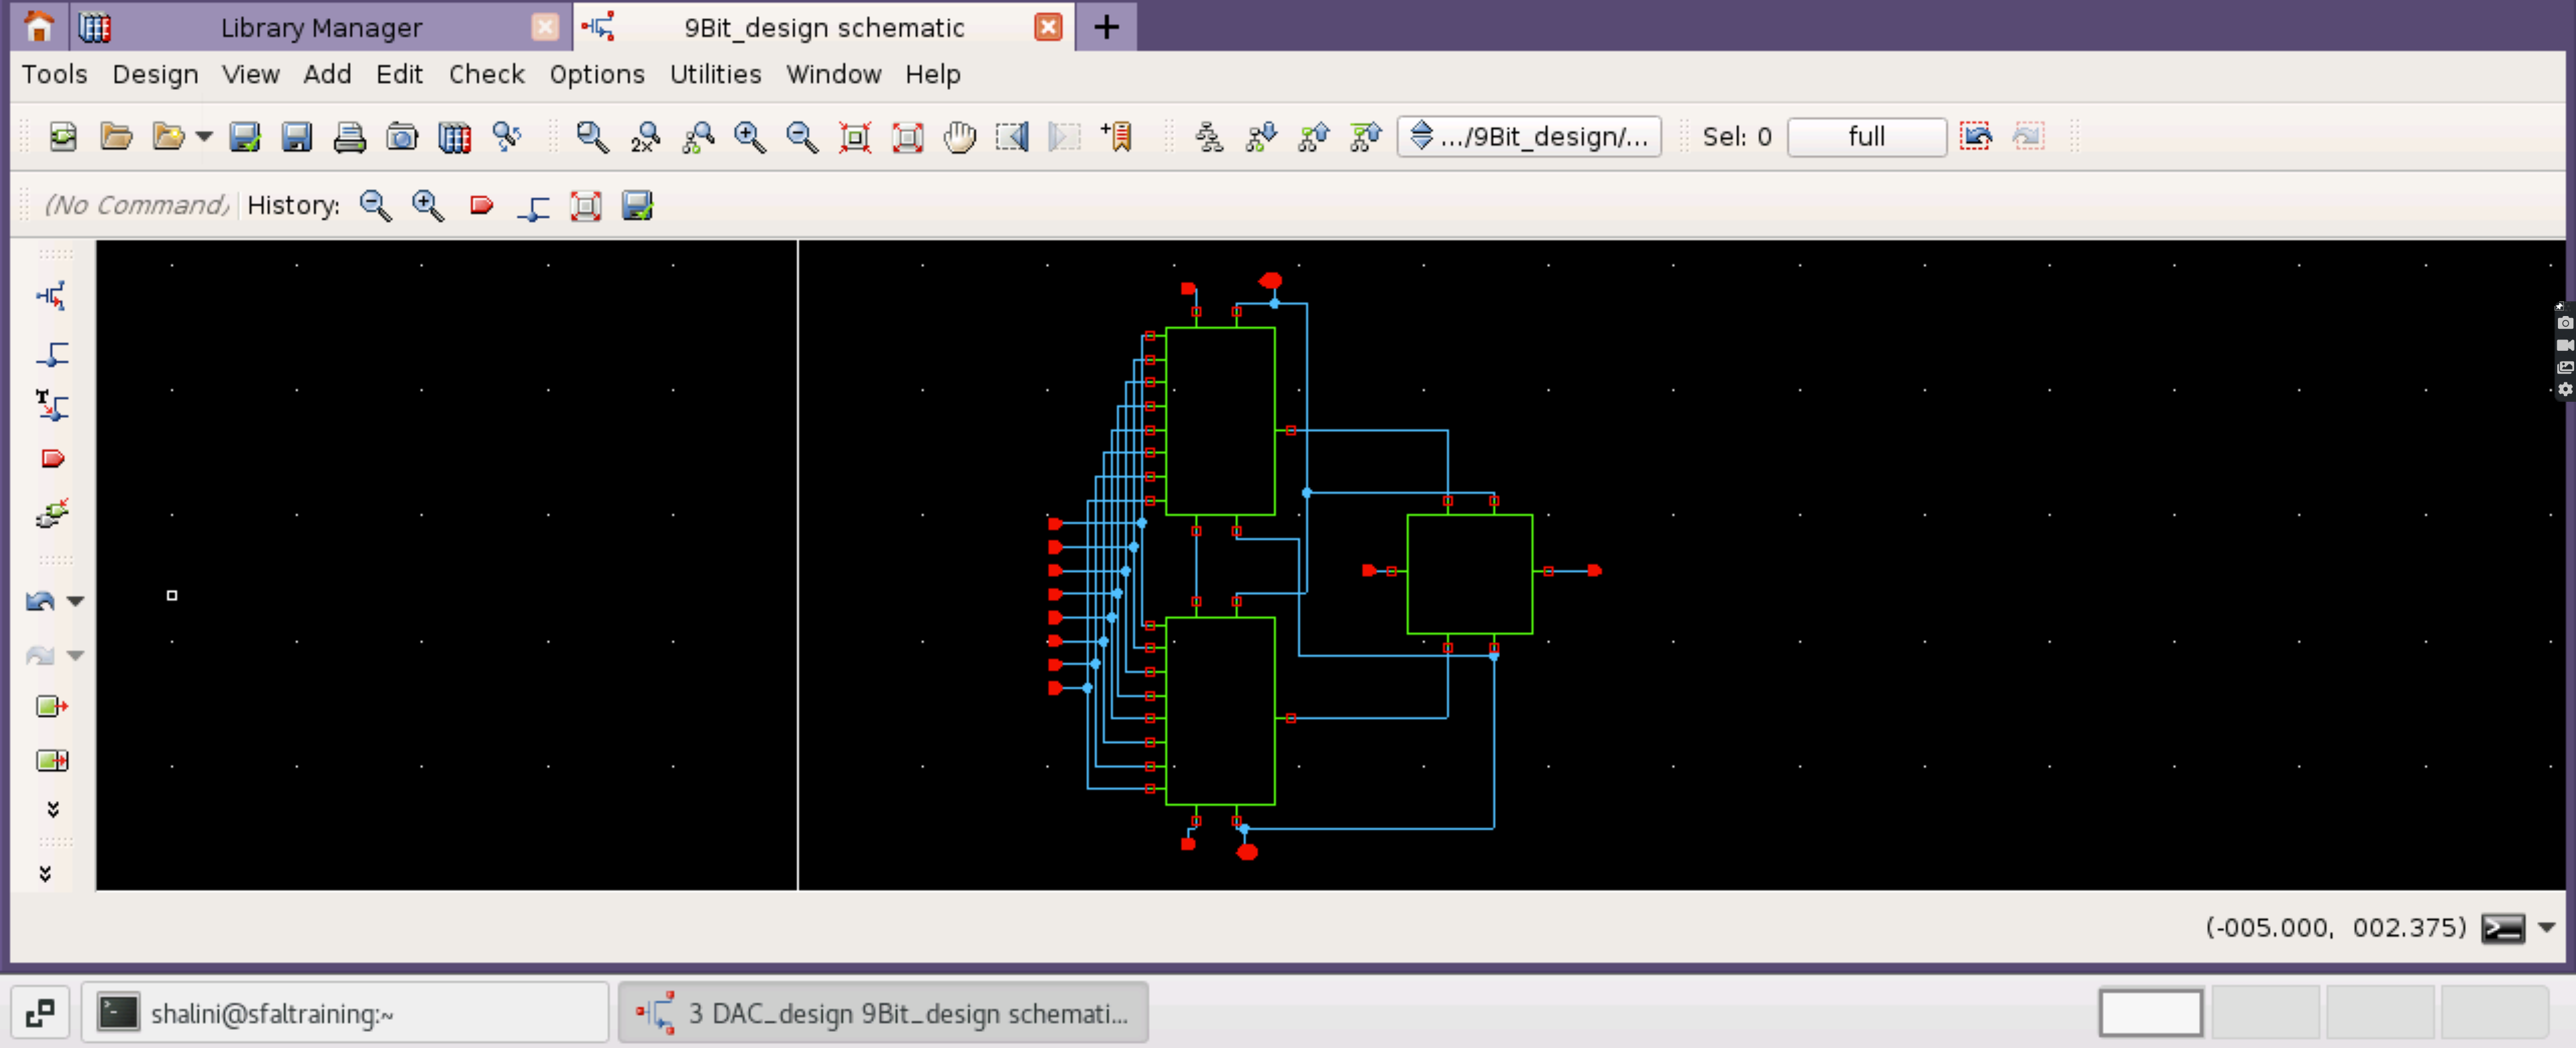 Library Manager
9Bit_design schematic
Tools Design View Add Edit Check Options Utilities Window Help
2×
.../9Bit_design/...
Sel: 0
full
(No Command)
History:
T
(-005.000, 002.375)
shalini@sfaltraining:~
3 DAC_design 9Bit_design schemati...